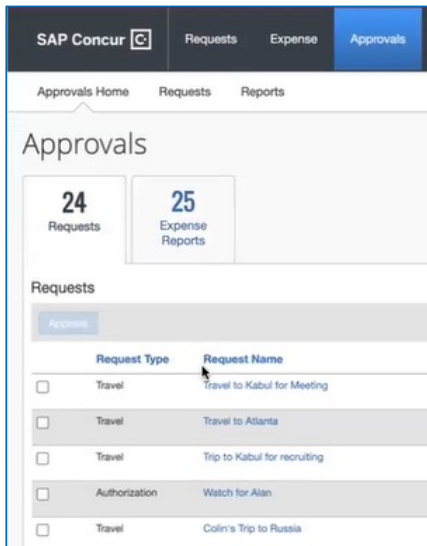 SAP Concur C Requests Expense Approvals
Approvals Home Requests Reports
Approvals
24 25
Requests Expense
Reports
Requests
Approve
Request Type Request Name
Travel Travel to Kabul for Meeting
Travel Travel to Atlanta
Travel Trip to Kabul for recruiting
Authorization Watch for Alan
Travel Colin's Trip to Russia